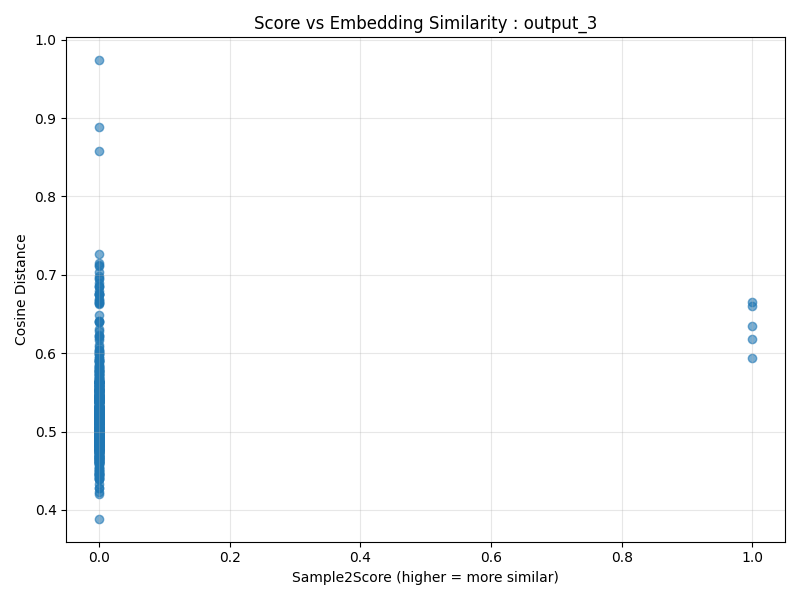 Score vs Embedding Similarity : output_3
1.0
0.9
0.8
0.7
0.6
0.5
0.4
Cosine Distance
0.0 0.2 0.4 0.6 0.8 1.0
Sample2Score (higher = more similar)